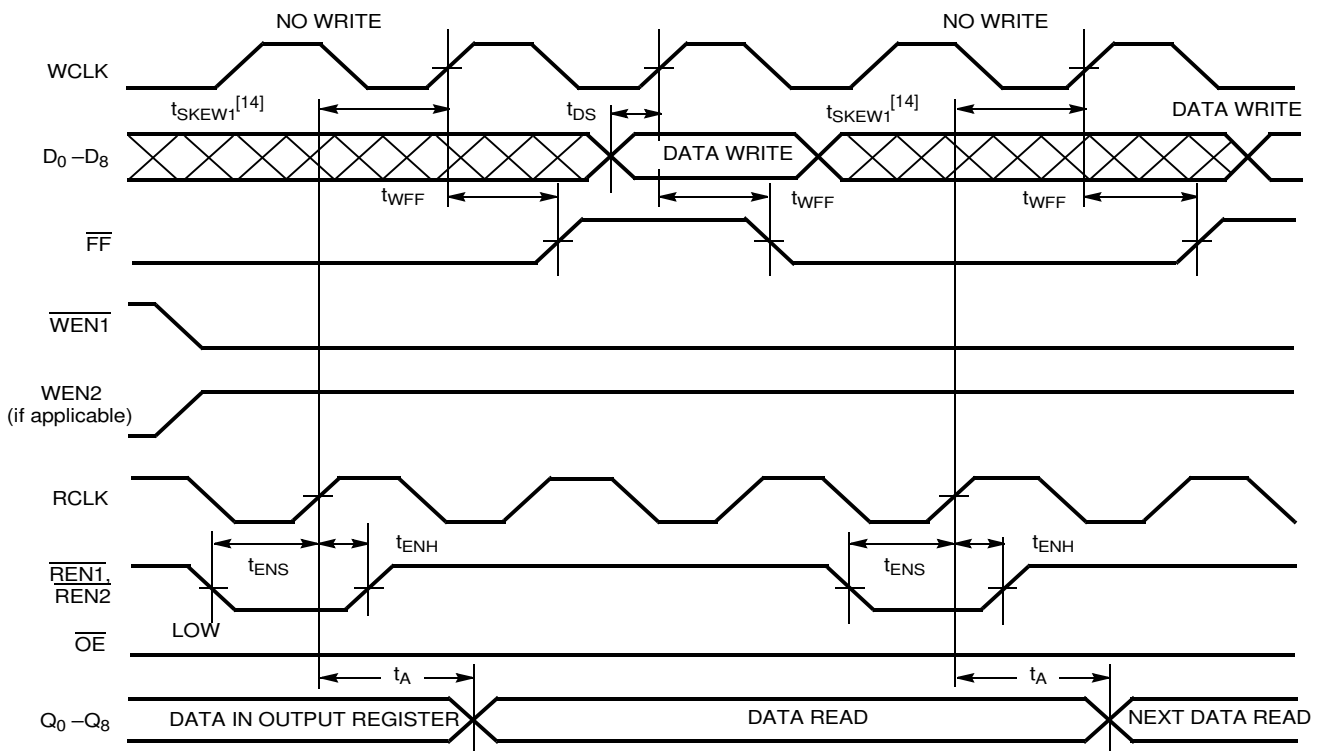 NO WRITE NO WRITE
WCLK
tSKEW1[14] tDS tSKEW1[14] DATA WRITE
D0 –D8 DATA WRITE
tWFF tWFF tWFF
FF
WEN1
WEN2
(if applicable)
RCLK
tENS tENH tENS tENH
REN1,
REN2
LOW
OE
tA tA
Q0 –Q8 DATA IN OUTPUT REGISTER DATA READ NEXT DATA READ